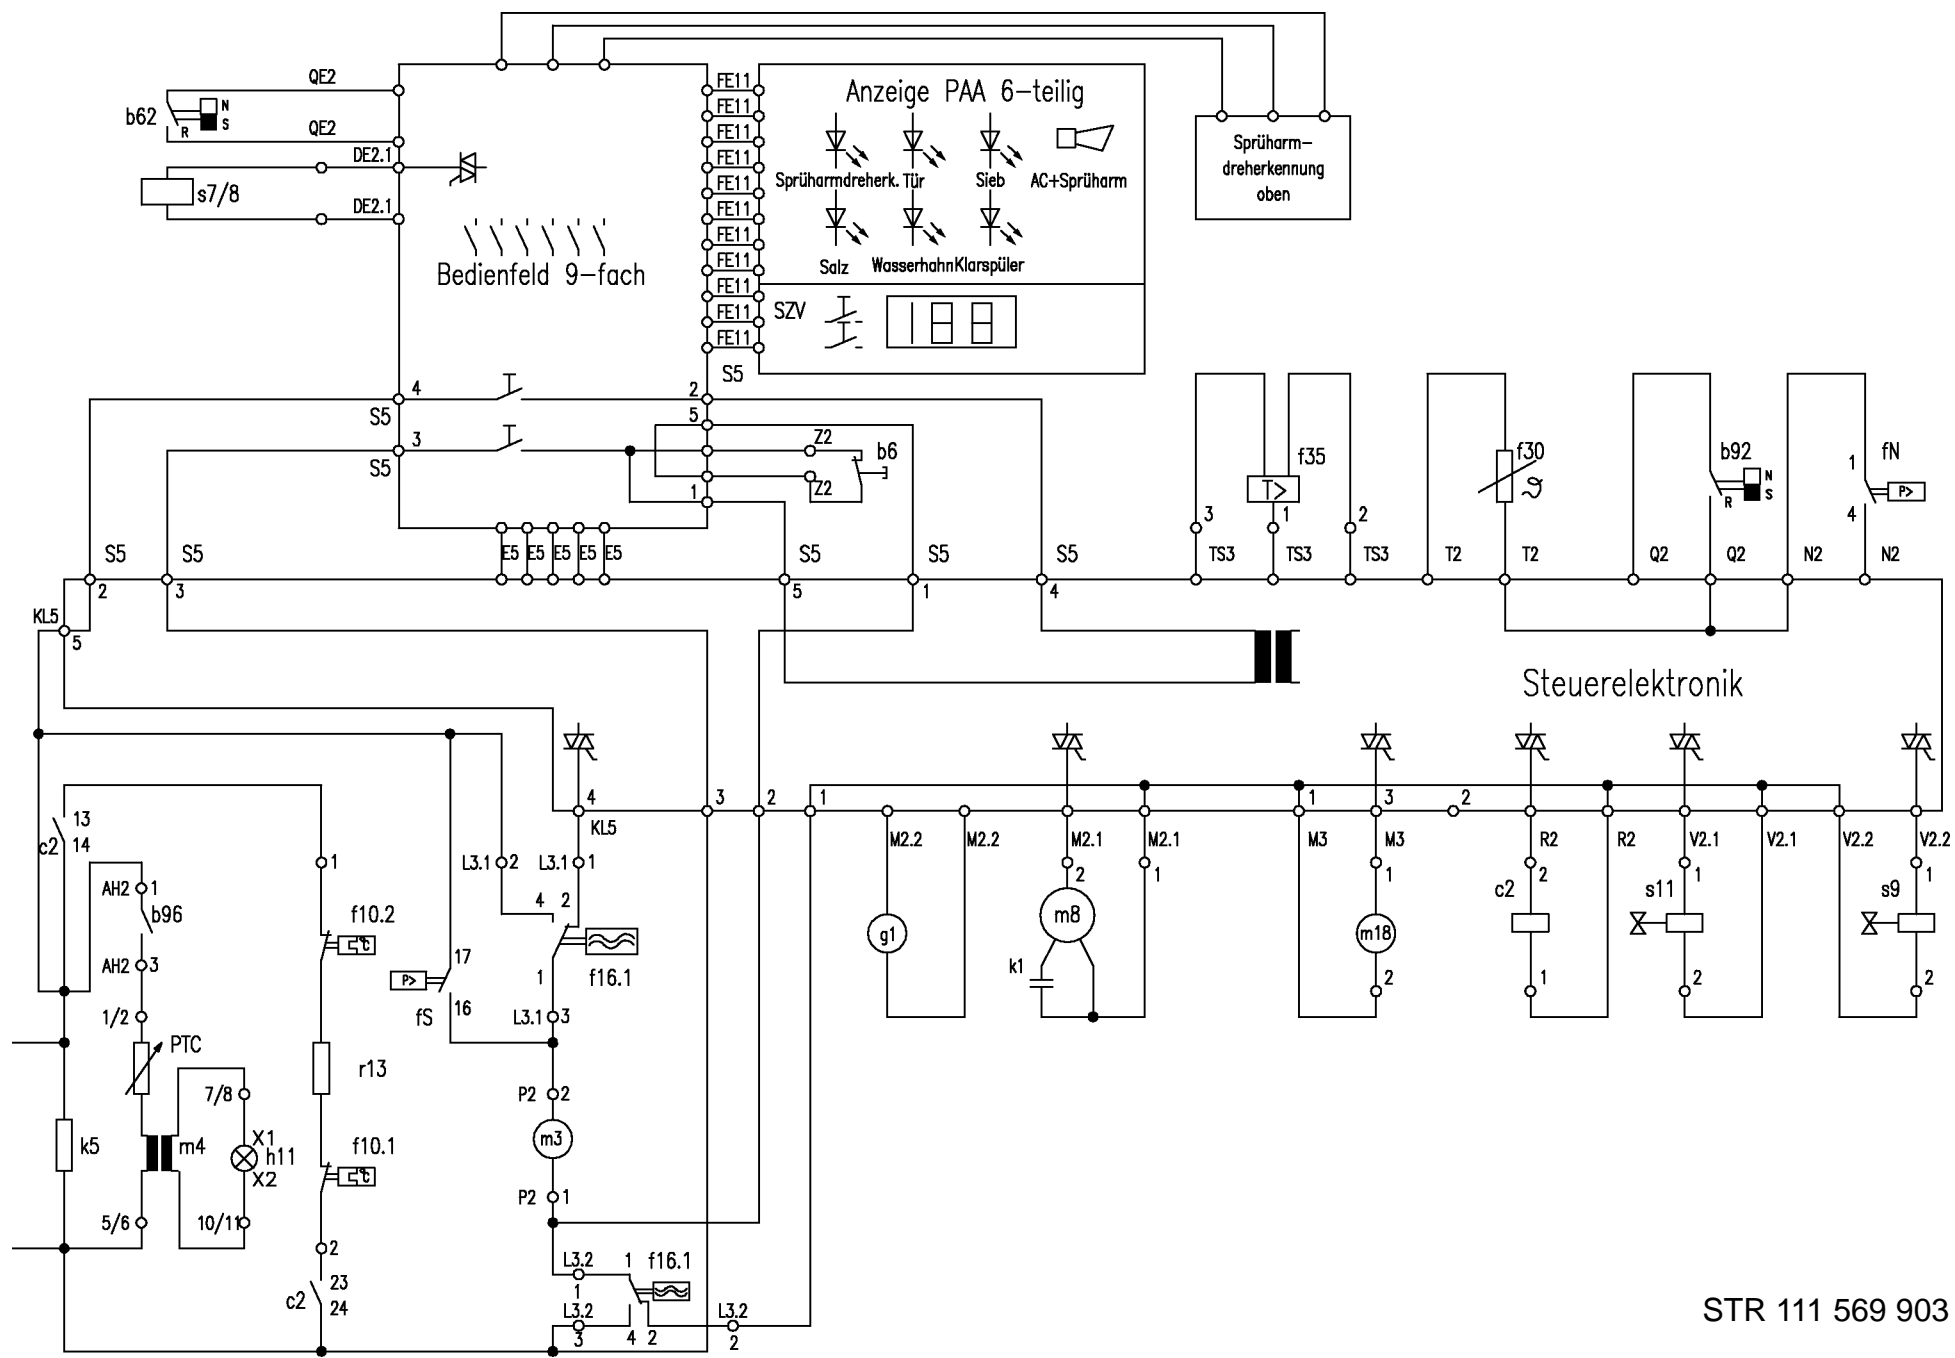 QE2
FE11
Anzeige PAA 6-teilig
b62
N
S
R
QE2
FE11
FE11
Sprüharm-
dreherkennung
oben
DE2.1
FE11
s7/8
DE2.1
FE11
Sprüharmdreherk.
Tür
Sieb
AC+Sprüharm
FE11
FE11
Bedienfeld 9-fach
FE11
Salz
Wasserhahn
Klarspüler
FE11
FE11
FE11
SZV
188
S5
4
2
S5
5
3
Z2
b6
S5
Z2
1
f35
T>
f30
ϑ
b92
N
S
R
1
fN
P>
4
3
1
2
S5
S5
E5
E5
E5
E5
E5
S5
S5
S5
TS3
TS3
TS3
T2
T2
Q2
Q2
N2
N2
2
3
5
1
4
KL5
5
Steuerelektronik
4
3
2
1
1
3
2
KL5
13
14
c2
M2.2
M2.2
M2.1
M2.1
M3
M3
R2
R2
V2.1
V2.1
V2.2
V2.2
1
L3.1
2
L3.1
1
2
1
1
2
1
1
AH2
1
b96
f10.2
°C
4
2
g1
m8
m18
c2
s11
s9
AH2
3
17
P>
fS
16
1
f16.1
k1
2
1
2
2
1/2
L3.1
3
PTC
r13
7/8
P2
2
k5
m4
X1
h11
X2
f10.1
°C
m3
5/6
10/11
P2
1
2
L3.2
1
f16.1
1
c2
23
24
L3.2
3
4
2
L3.2
2
STR 111 569 903